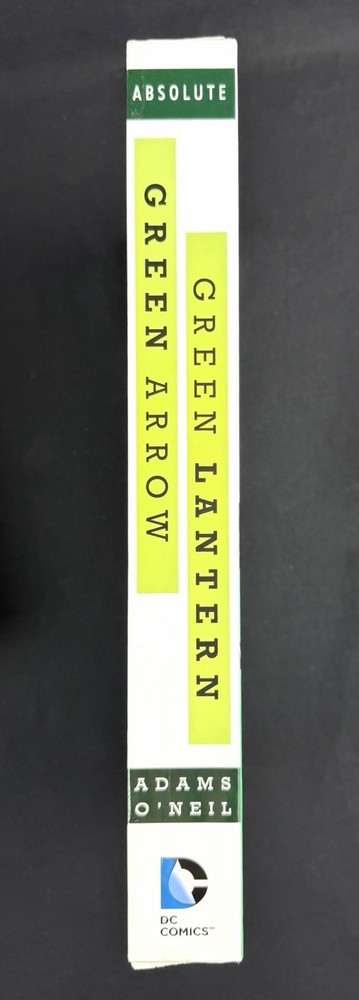 ABSOLUTE
GREEN ARROW
GREEN LANTERN
ADAMS
O'NEIL
DC
COMICS™